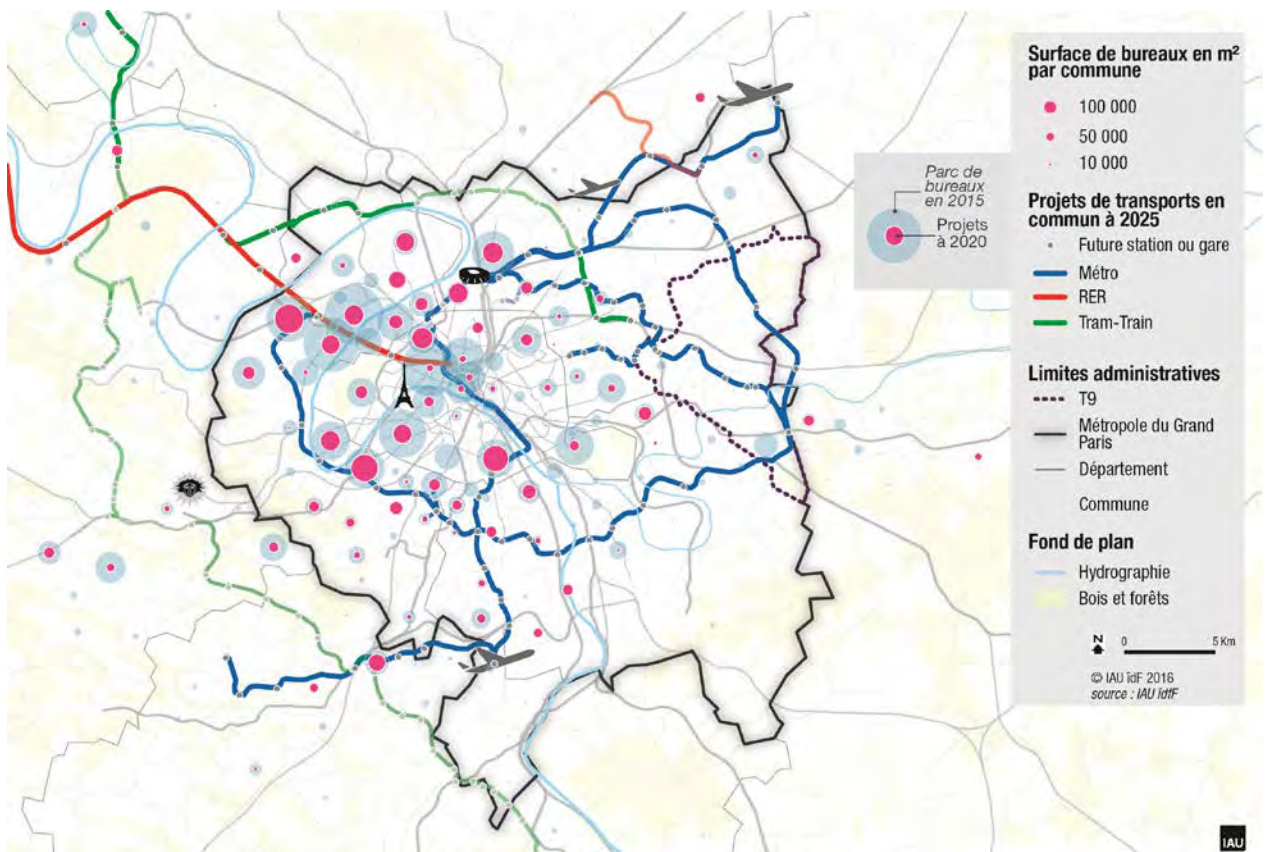 Surface de bureaux en m²
par commune
100 000
50 000
10 000
Parc de
bureaux
en 2015
Projets
à 2020
Projets de transports en
commun à 2025
Future station ou gare
Métro
RER
Tram-Train
Limites administratives
T9
Métropole du Grand
Paris
Département
Commune
Fond de plan
Hydrographie
Bois et forêts
N
0 5 Km
© IAU îdF 2016
source : IAU îdfF
IAU